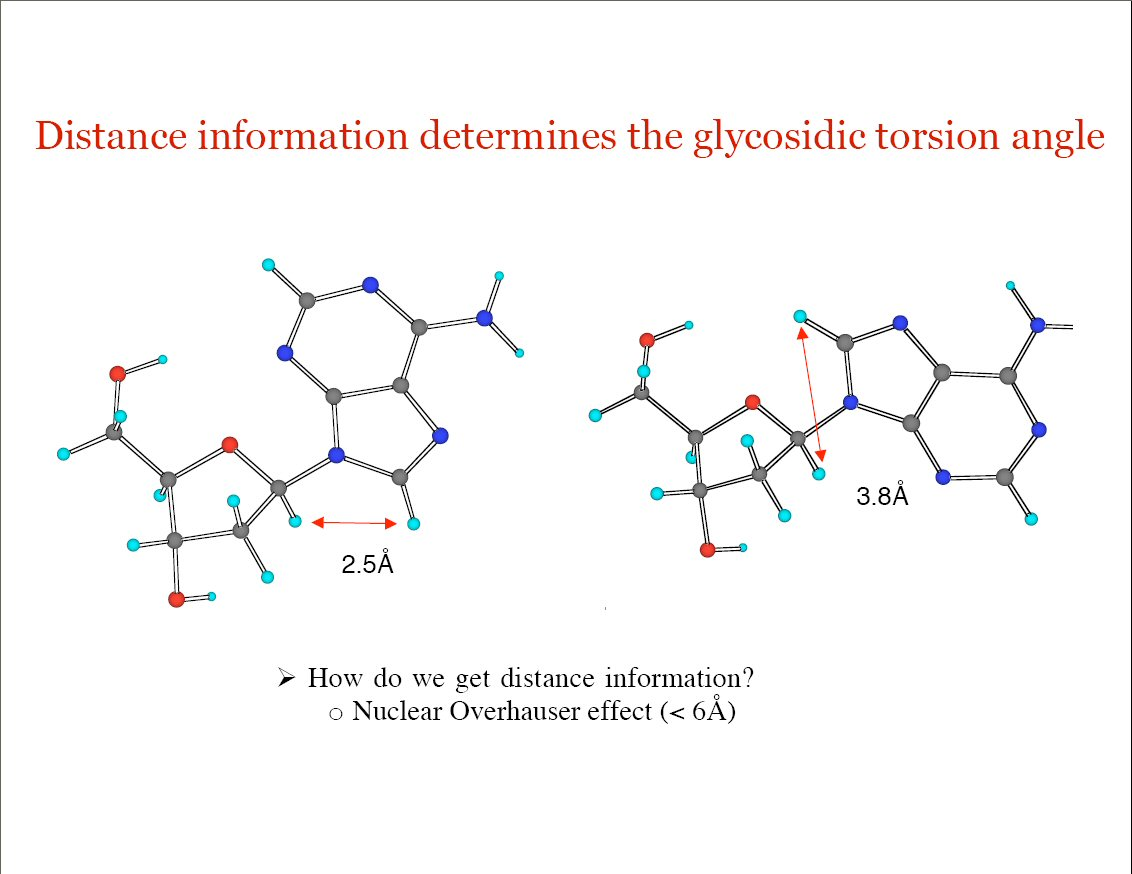 Distance information determines the glycosidic torsion angle
2.5Å
3.8Å
➢ How do we get distance information?
o Nuclear Overhauser effect (< 6Å)